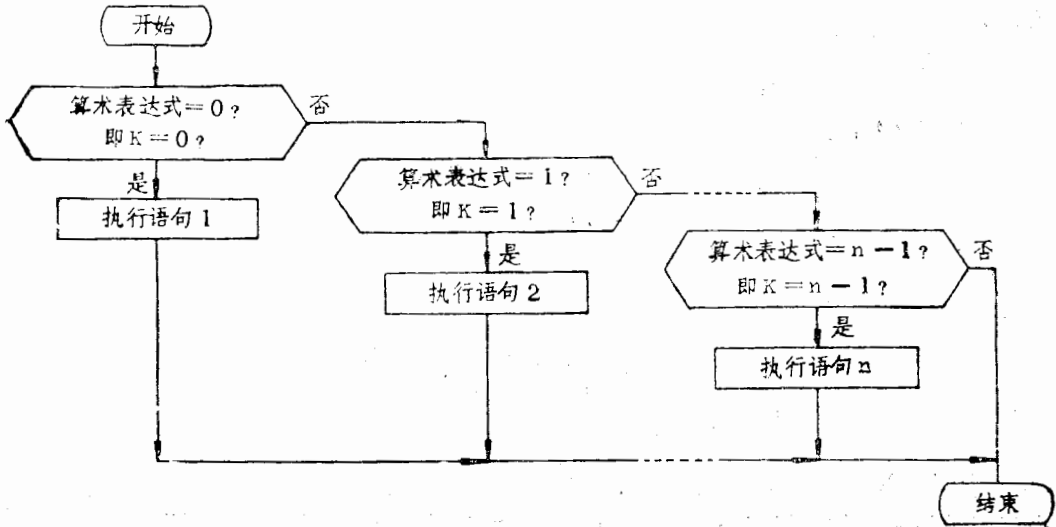 开始
算术表达式=0?
即K=0?
否
是
执行语句1
算术表达式=1?
即K=1?
否
是
执行语句2
算术表达式=n-1?
即K=n-1?
否
是
执行语句n
结束